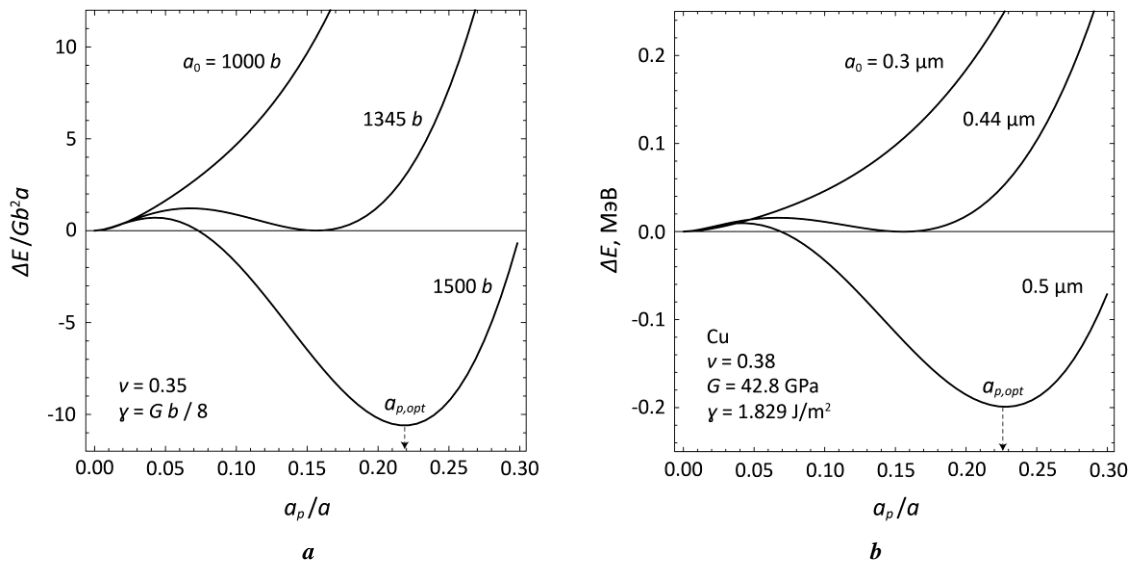 10
5
0
-5
-10
ΔE/Gb²a
a₀ = 1000 b
1345 b
1500 b
ν = 0.35
ɣ = G b / 8
a_p,opt
0.00 0.05 0.10 0.15 0.20 0.25 0.30
a_p/a
a
0.2
0.1
0.0
-0.1
-0.2
ΔE, МэВ
a₀ = 0.3 µm
0.44 µm
0.5 µm
Cu
ν = 0.38
G = 42.8 GPa
ɣ = 1.829 J/m²
a_p,opt
0.00 0.05 0.10 0.15 0.20 0.25 0.30
a_p/a
b